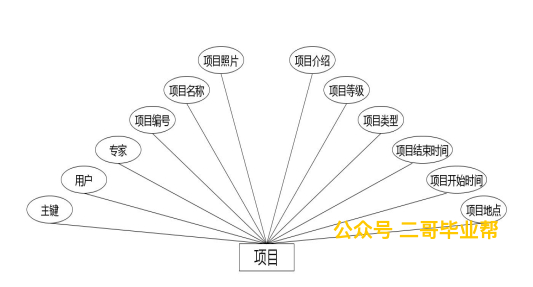 项目照片
项目介绍
项目名称
项目等级
项目编号
项目类型
专家
项目结束时间
用户
项目开始时间
主键
项目地点
公众号 二哥毕业帮
项目